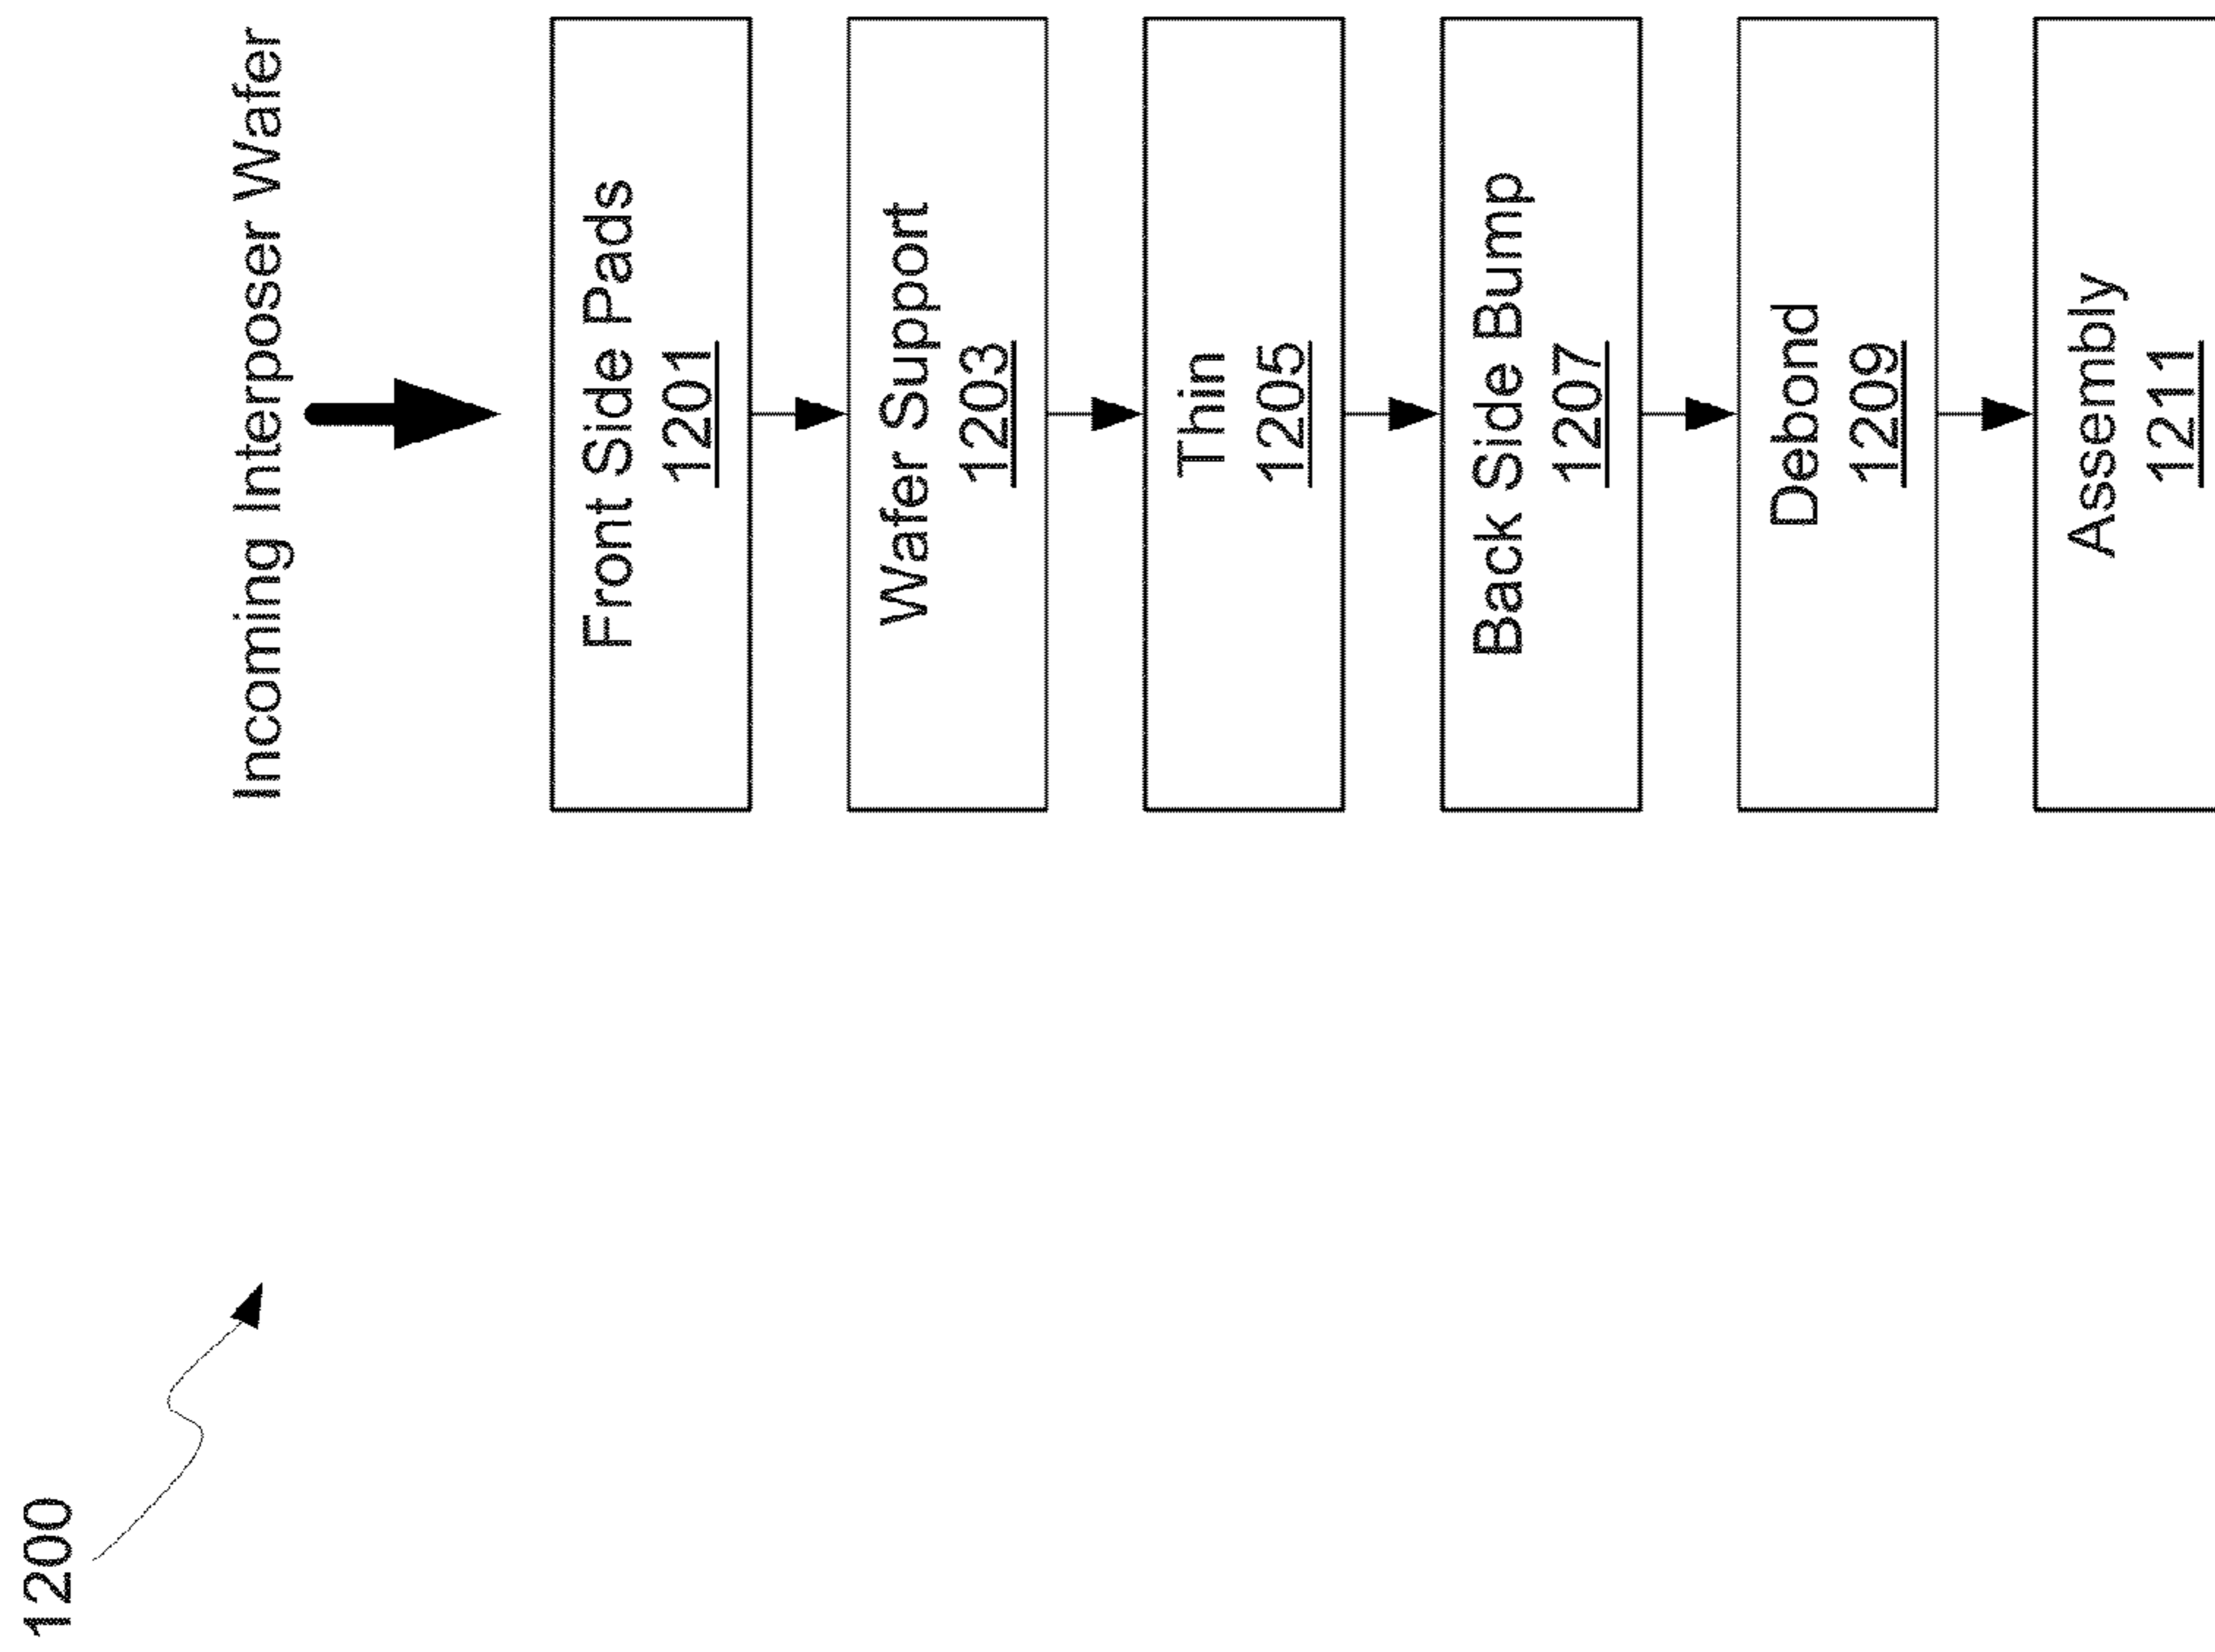 1200
Incoming Interposer Wafer
Front Side Pads
1201
Wafer Support
1203
Thin
1205
Back Side Bump
1207
Debond
1209
Assembly
1211